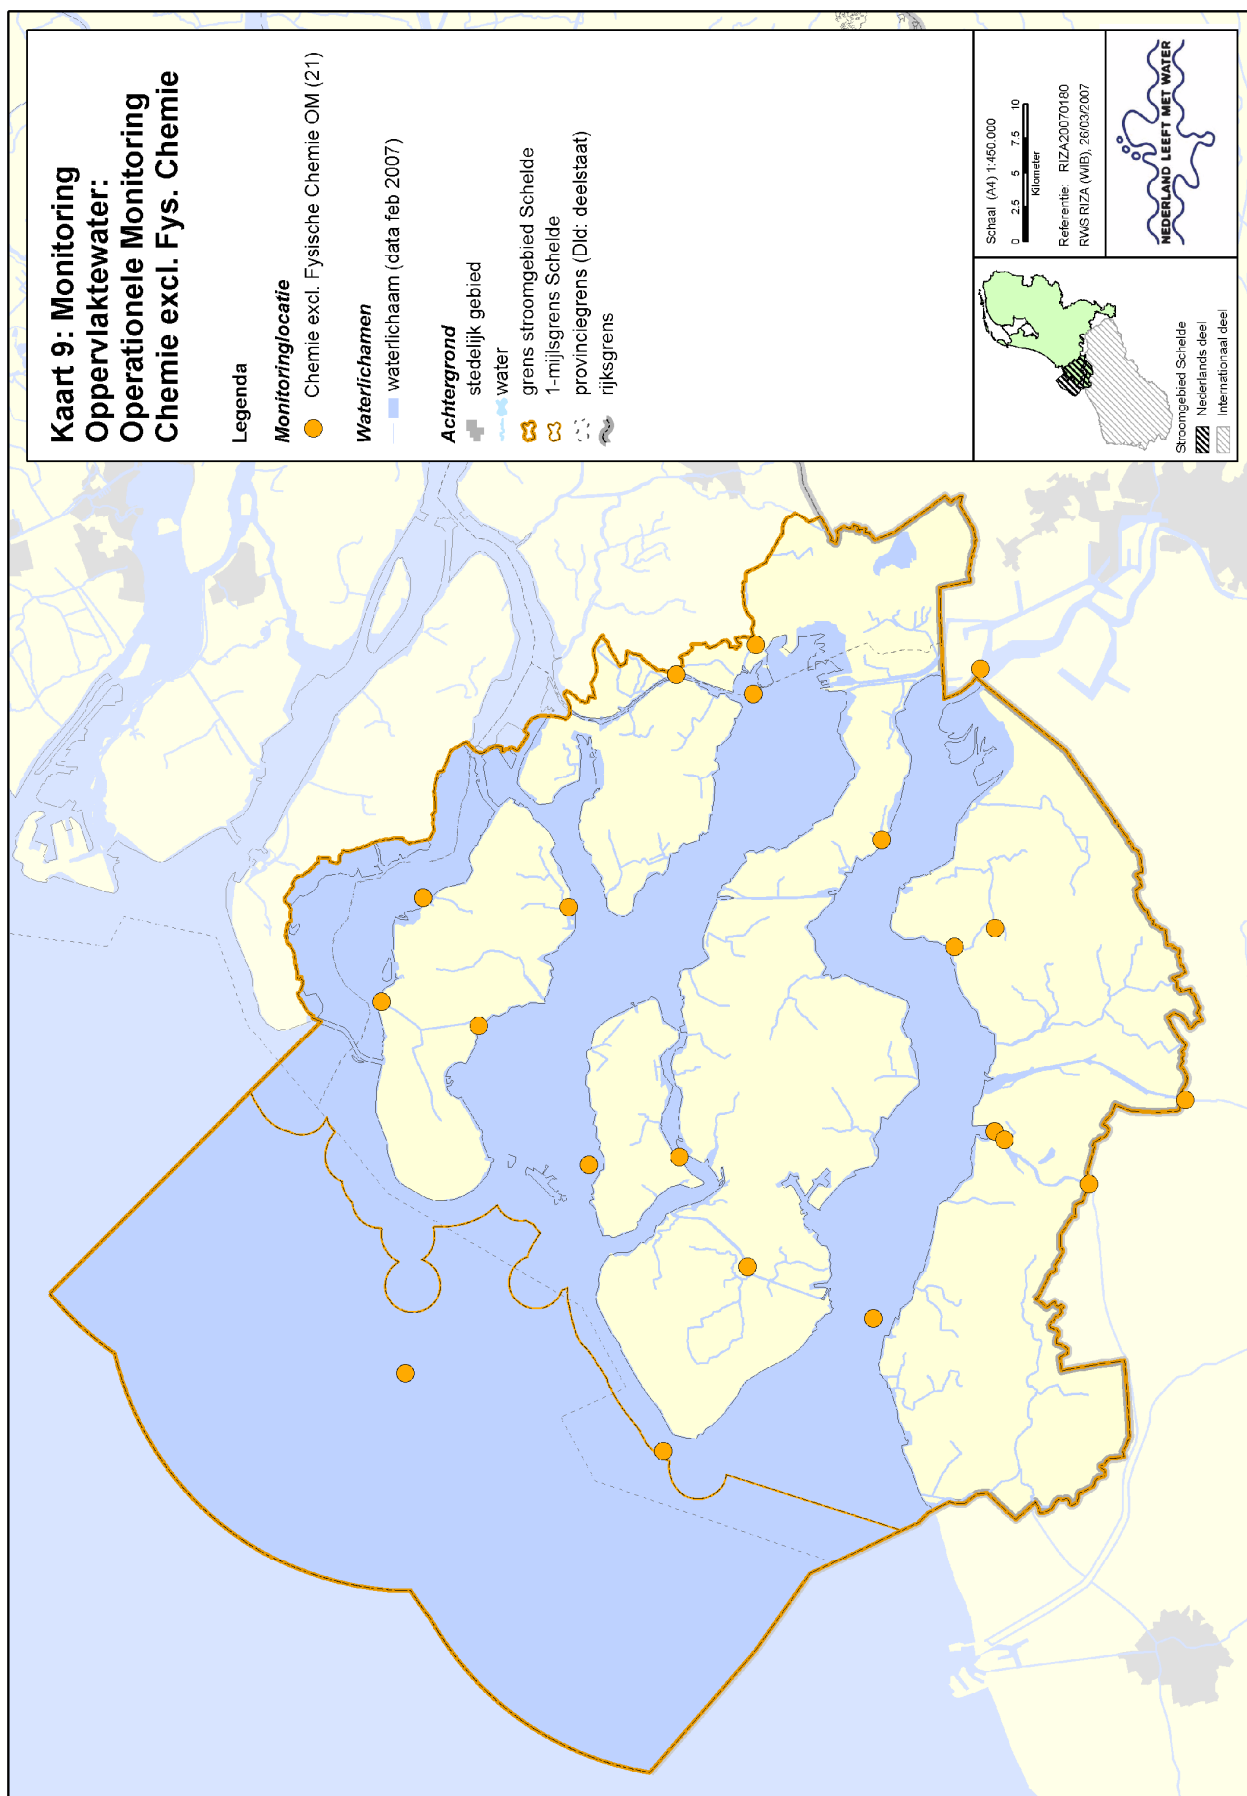 Kaart 9: Monitoring
Oppervlaktewater:
Operationele Monitoring
Chemie excl. Fys. Chemie
Legenda
Monitoringlocatie
Chemie excl. Fysische Chemie OM (21)
Waterlichamen
waterlichaam (data feb 2007)
Achtergrond
stedelijk gebied
water
grens stroomgebied Schelde
1-mijlsgrens Schelde
provinciegrens (Dld: deelstaat)
rijksgrens
Schaal (A4) 1:450.000
0 2.5 5 7.5 10
Kilometer
Referentie: RIZA20070180
RWS RIZA (WIB), 26/03/2007
NEDERLAND LEEFT MET WATER
Stroomgebied Schelde
Nederlands deel
Internationaal deel